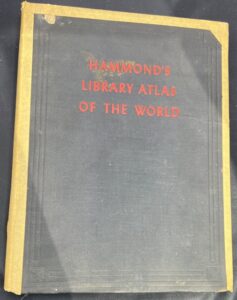 HAMMOND'S
LIBRARY ATLAS
OF THE WORLD